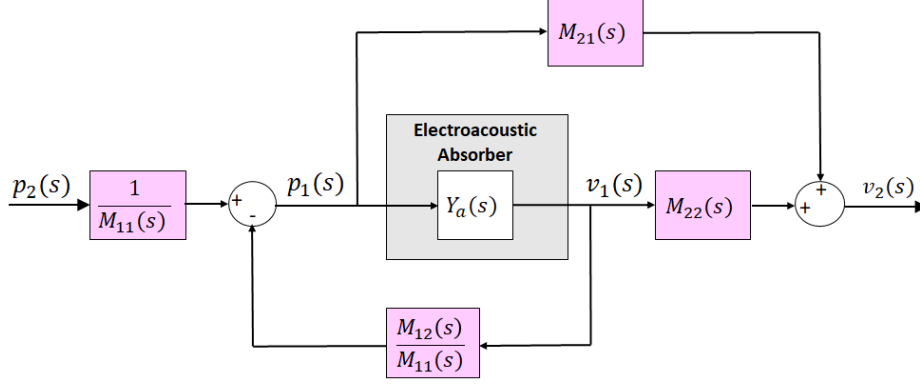 M₂₁(s)
Electroacoustic
Absorber
p₂(s)
1
M₁₁(s)
+
-
p₁(s)
Yₐ(s)
v₁(s)
M₂₂(s)
+
+
v₂(s)
M₁₂(s)
M₁₁(s)